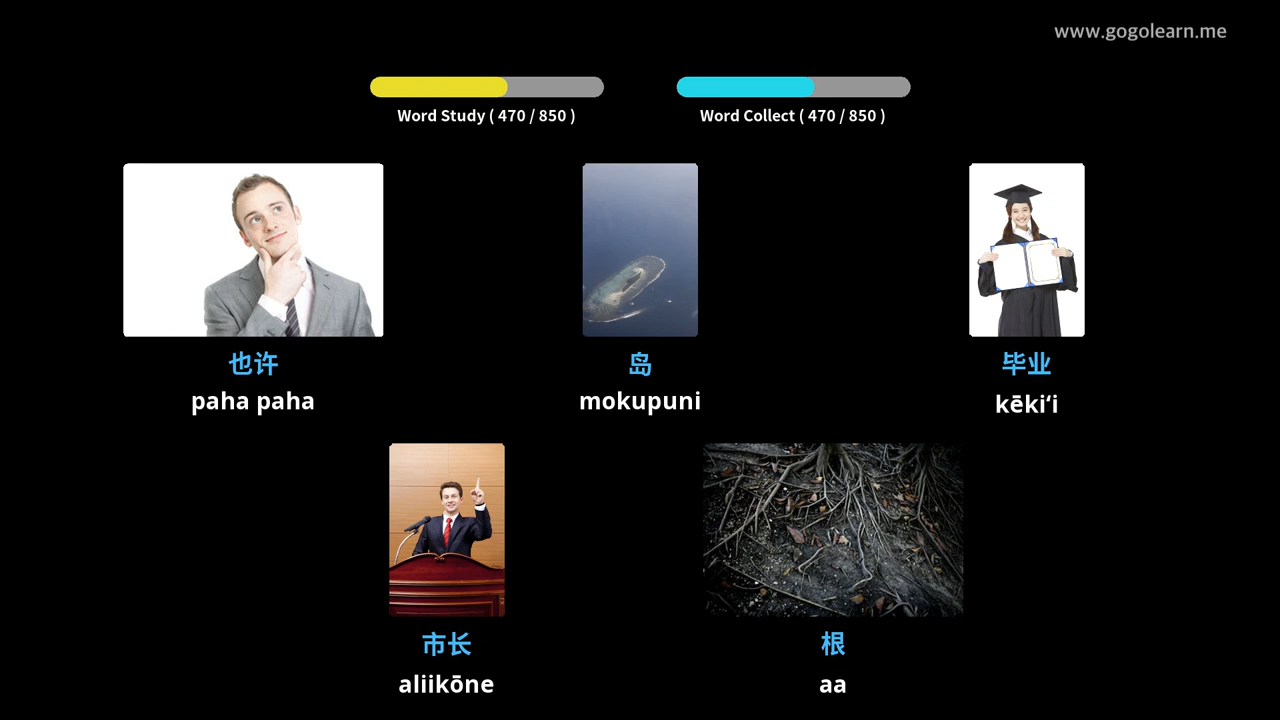 www.gogolearn.me
Word Study ( 470 / 850 )
Word Collect ( 470 / 850 )
也许
paha paha
岛
mokupuni
毕业
kēkiʻi
市长
aliikōne
根
aa